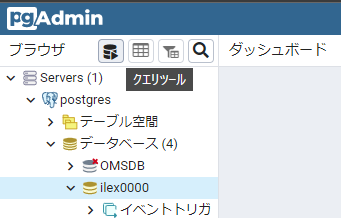 pgAdmin
ブラウザ
ダッシュボード
クエリツール
Servers (1)
postgres
テーブル空間
データベース (4)
OMSDB
ilex0000
イベントトリガ